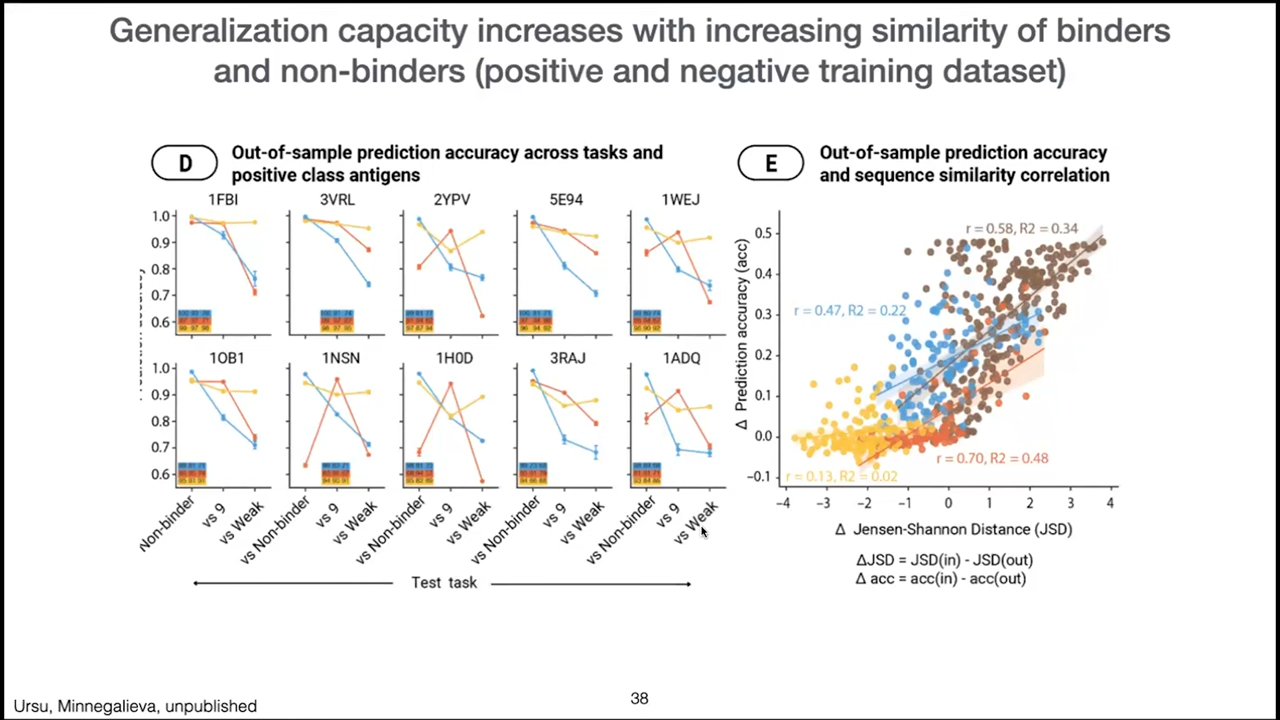 Generalization capacity increases with increasing similarity of binders
and non-binders (positive and negative training dataset)
D
Out-of-sample prediction accuracy across tasks and
positive class antigens
1FBI
3VRL
2YPV
5E94
1WEJ
1.0
0.9
0.8
0.7
0.6
1OB1
1NSN
1H0D
3RAJ
1ADQ
1.0
0.9
0.8
0.7
0.6
Non-binder
vs 9
vs Weak
vs Non-binder
vs 9
vs Weak
vs Non-binder
vs 9
vs Weak
vs Non-binder
vs 9
vs Weak
vs Non-binder
vs 9
vs Weak
Test task
E
Out-of-sample prediction accuracy
and sequence similarity correlation
Δ Prediction accuracy (acc)
0.5
0.4
0.3
0.2
0.1
0.0
−0.1
r = 0.58, R2 = 0.34
r = 0.47, R2 = 0.22
r = 0.70, R2 = 0.48
r = 0.13, R2 = 0.02
−4 −3 −2 −1 0 1 2 3 4
Δ Jensen-Shannon Distance (JSD)
ΔJSD = JSD(in) - JSD(out)
Δ acc = acc(in) - acc(out)
Ursu, Minnegalieva, unpublished
38